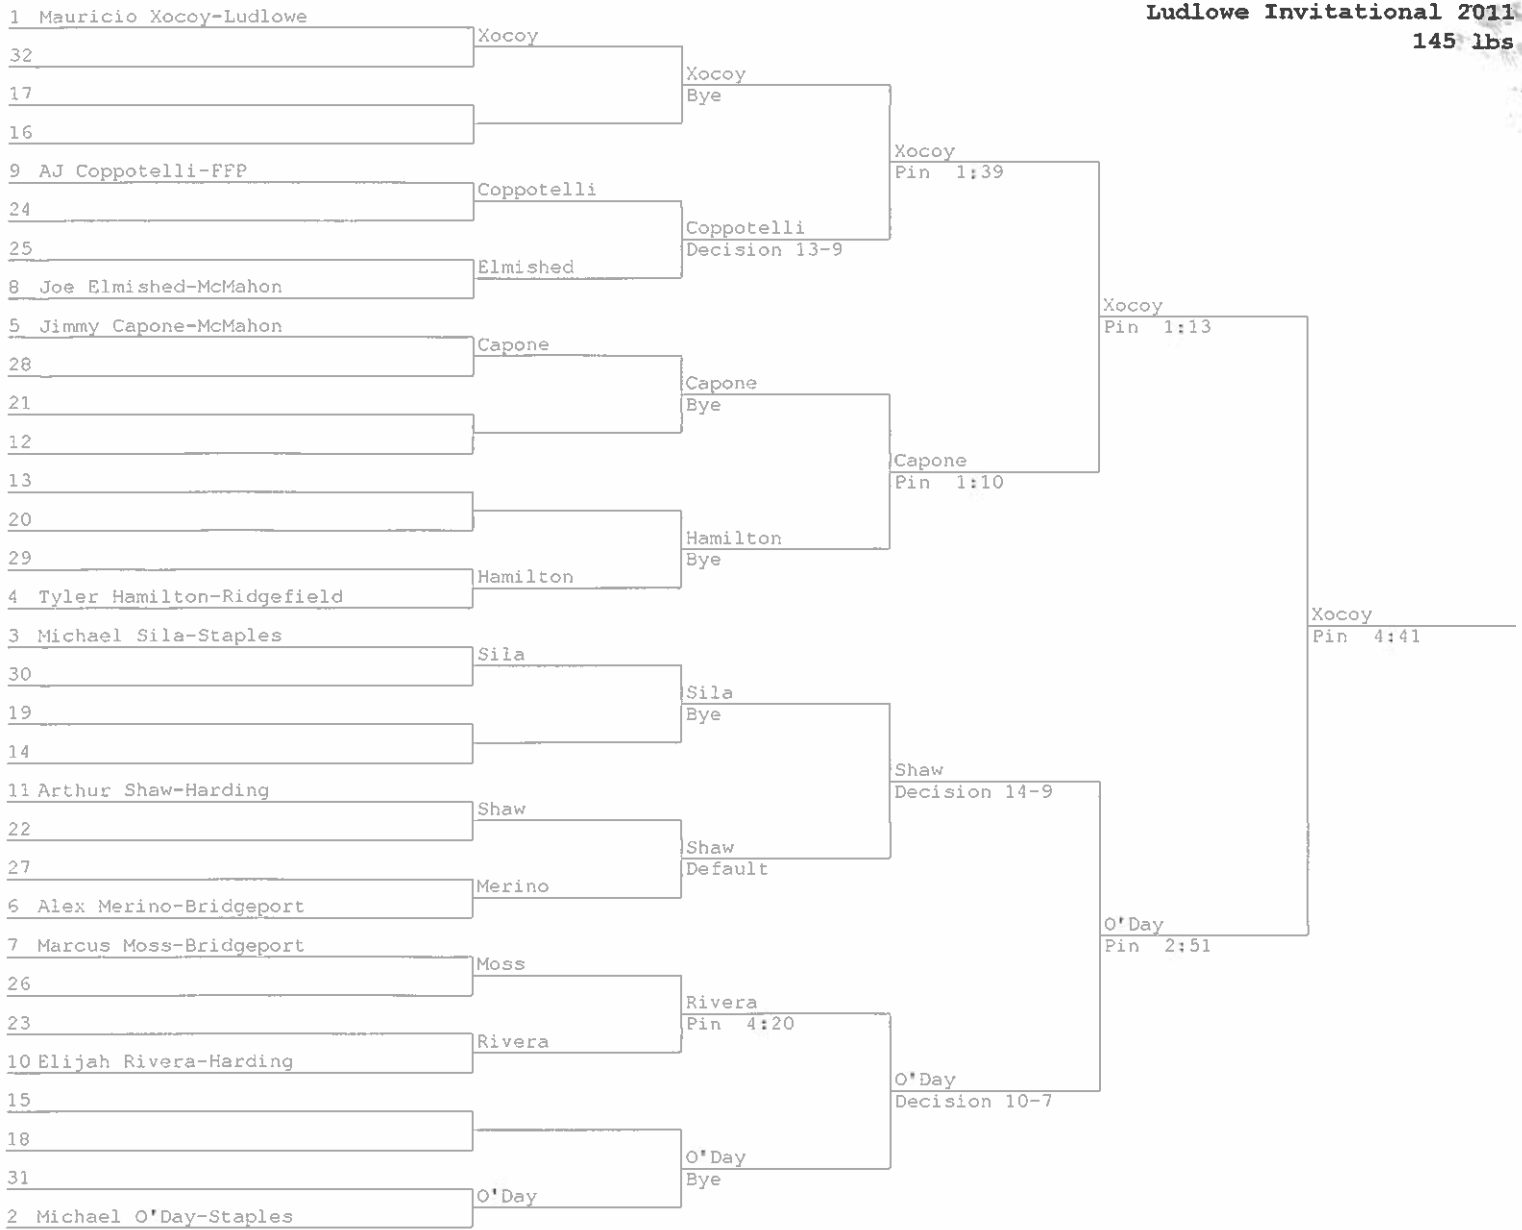 Ludlowe Invitational 2011
145 lbs
1 Mauricio Xocoy-Ludlowe
Xocoy
32
Xocoy
Bye
17
16
Xocoy
Pin 1:39
9 AJ Coppotelli-FFP
Coppotelli
24
Coppotelli
Decision 13-9
25
Elmished
8 Joe Elmished-McMahon
Xocoy
Pin 1:13
5 Jimmy Capone-McMahon
Capone
28
Capone
Bye
21
12
Capone
Pin 1:10
13
20
Hamilton
Bye
29
Hamilton
4 Tyler Hamilton-Ridgefield
Xocoy
Pin 4:41
3 Michael Sila-Staples
Sila
30
Sila
Bye
19
14
Shaw
Decision 14-9
11 Arthur Shaw-Harding
Shaw
22
Shaw
Default
27
Merino
6 Alex Merino-Bridgeport
O'Day
Pin 2:51
7 Marcus Moss-Bridgeport
Moss
26
Rivera
Pin 4:20
23
Rivera
10 Elijah Rivera-Harding
O'Day
Decision 10-7
15
18
O'Day
Bye
31
O'Day
2 Michael O'Day-Staples